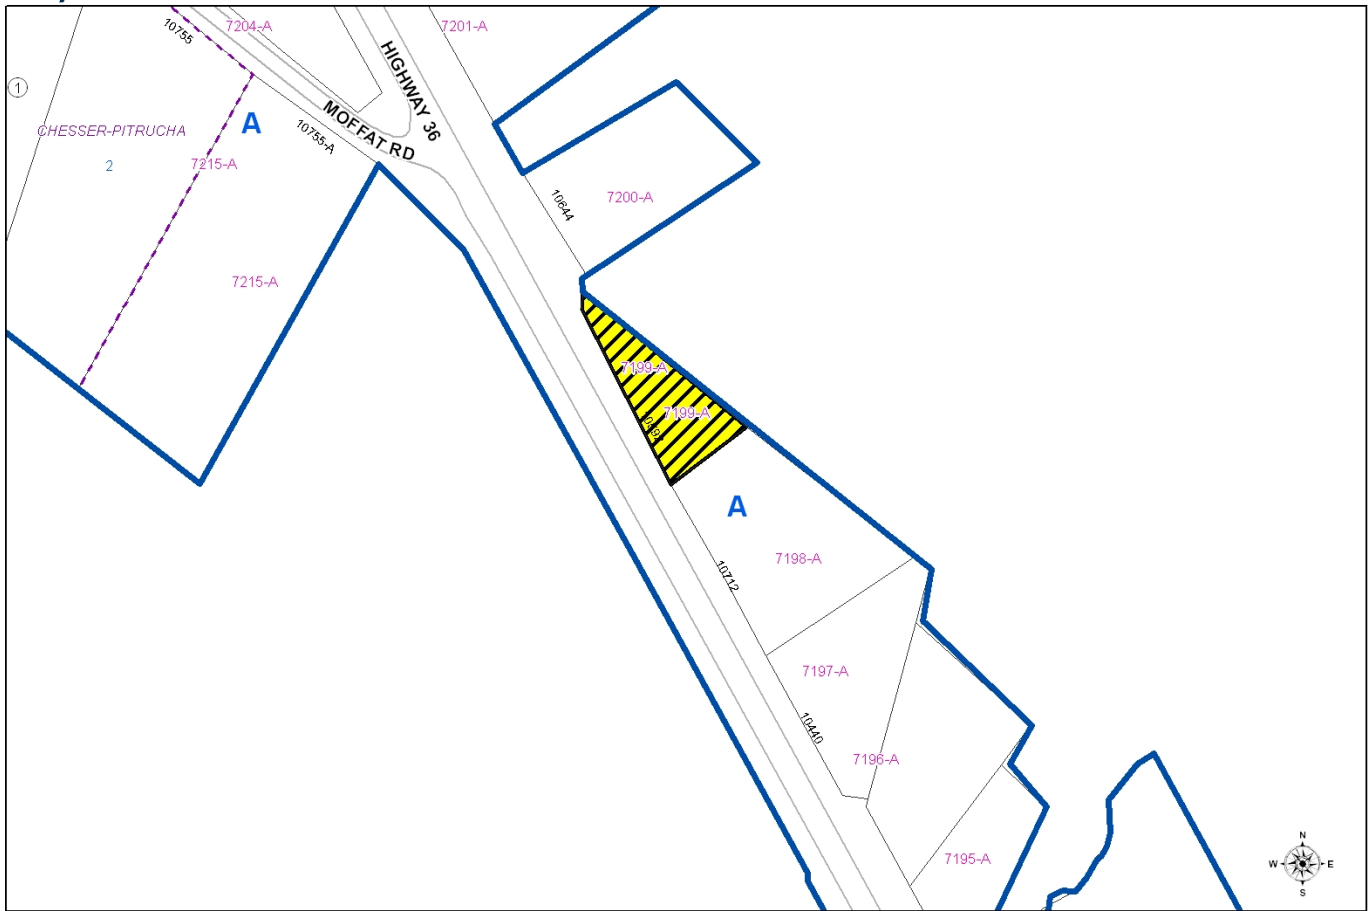 7204-A
7201-A
10755
HIGHWAY 36
1
MOFFAT RD
CHESSER-PITRUCHA
A
10755-A
2
7215-A
7200-A
10644
7215-A
7199-A
7199-A
A
7198-A
10712
7197-A
10440
7196-A
7195-A
N
W
E
S